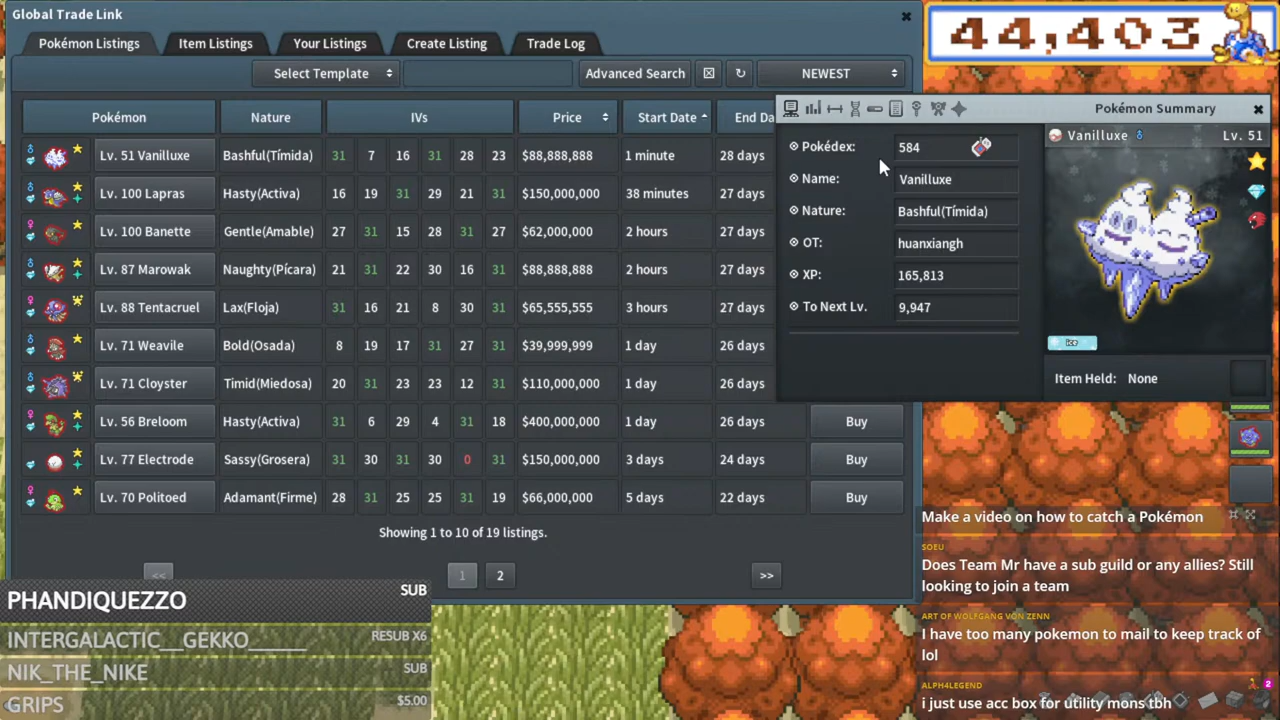 Global Trade Link
Pokémon Listings Item Listings Your Listings Create Listing Trade Log
Select Template Advanced Search NEWEST
Pokémon Nature IVs Price Start Date End Da
Lv. 51 Vanilluxe Bashful(Tímida) 31 7 16 31 28 23 $88,888,888 1 minute 28 days
Lv. 100 Lapras Hasty(Activa) 16 19 31 29 21 31 $150,000,000 38 minutes 27 days
Lv. 100 Banette Gentle(Amable) 27 31 15 28 31 27 $62,000,000 2 hours 27 days
Lv. 87 Marowak Naughty(Pícara) 21 31 22 30 16 31 $88,888,888 2 hours 27 days
Lv. 88 Tentacruel Lax(Floja) 31 16 21 8 30 31 $65,555,555 3 hours 27 days
Lv. 71 Weavile Bold(Osada) 8 19 17 31 27 31 $39,999,999 1 day 26 days
Lv. 71 Cloyster Timid(Miedosa) 20 31 23 23 12 31 $110,000,000 1 day 26 days
Lv. 56 Breloom Hasty(Activa) 31 6 29 4 31 18 $400,000,000 1 day 26 days Buy
Lv. 77 Electrode Sassy(Grosera) 31 30 31 30 0 31 $150,000,000 3 days 24 days Buy
Lv. 70 Politoed Adamant(Firme) 28 31 25 25 31 19 $66,000,000 5 days 22 days Buy
Showing 1 to 10 of 19 listings.
<< 1 2 >>
44,403
Pokémon Summary
Pokédex: 584
Name: Vanilluxe
Nature: Bashful(Tímida)
OT: huanxiangh
XP: 165,813
To Next Lv. 9,947
Vanilluxe Lv. 51
ice
Item Held: None
PHANDIQUEZZO SUB
INTERGALACTIC__GEKKO______ RESUB X6
NIK_THE_NIKE SUB
GRIPS $5.00
Make a video on how to catch a Pokémon
SOEU
Does Team Mr have a sub guild or any allies? Still
looking to join a team
ART OF WOLFGANG VON ZENN
I have too many pokemon to mail to keep track of
lol
ALPH4LEGEND
i just use acc box for utility mons tbh
2